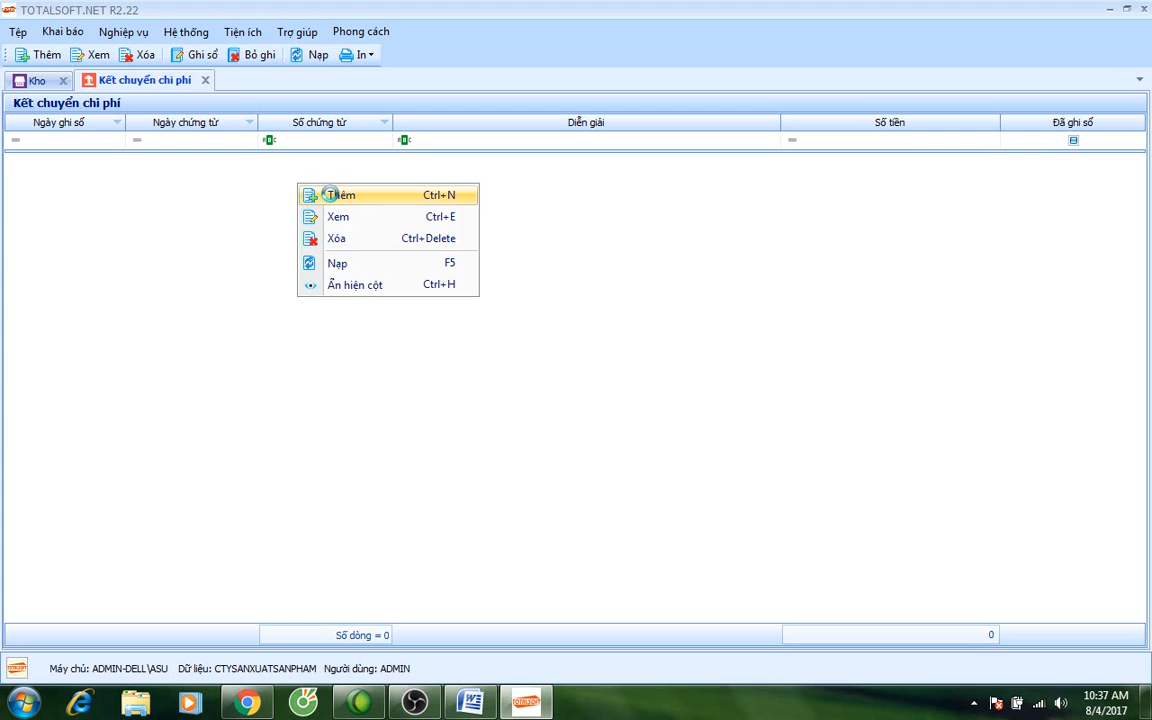 TOTALSOFT.NET R2.22
Tệp Khai báo Nghiệp vụ Hệ thống Tiện ích Trợ giúp Phong cách
Thêm Xem Xóa Ghi sổ Bỏ ghi Nạp In
Kho Kết chuyển chi phí
Kết chuyển chi phí
Ngày ghi sổ Ngày chứng từ Số chứng từ Diễn giải Số tiền Đã ghi sổ
Thêm Ctrl+N
Xem Ctrl+E
Xóa Ctrl+Delete
Nạp F5
Ẩn hiện cột Ctrl+H
Số dòng = 0 0
Máy chủ: ADMIN-DELL\ASU Dữ liệu: CTYSANXUATSANPHAM Người dùng: ADMIN
10:37 AM
8/4/2017